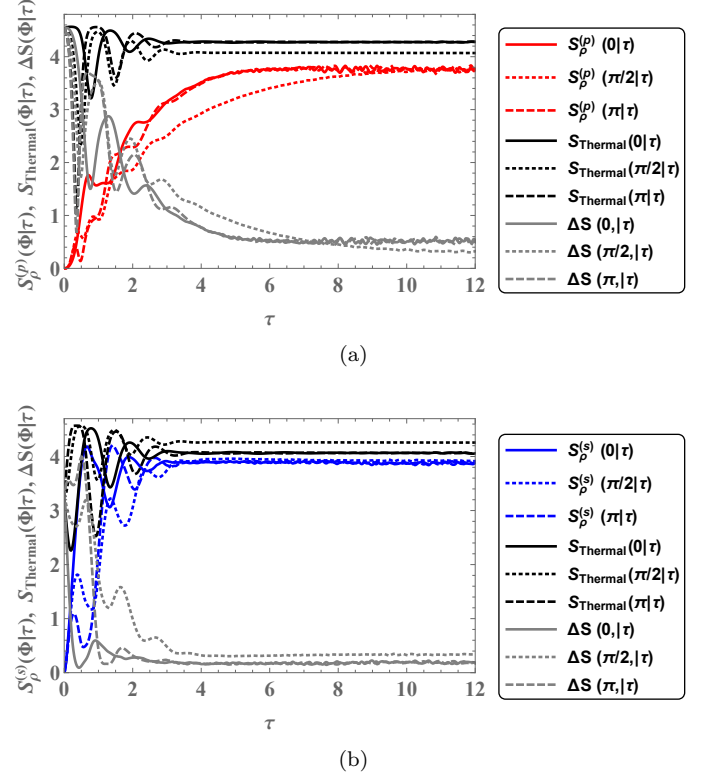 S_ρ^(p)(Φ|τ), S_Thermal(Φ|τ), ΔS(Φ|τ)
4
3
2
1
0
0 2 4 6 8 10 12
τ
S_ρ^(p) (0|τ)
S_ρ^(p) (π/2|τ)
S_ρ^(p) (π|τ)
S_Thermal(0|τ)
S_Thermal(π/2|τ)
S_Thermal(π|τ)
ΔS (0,|τ)
ΔS (π/2,|τ)
ΔS (π,|τ)
(a)
S_ρ^(s)(Φ|τ), S_Thermal(Φ|τ), ΔS(Φ|τ)
4
3
2
1
0
0 2 4 6 8 10 12
τ
S_ρ^(s) (0|τ)
S_ρ^(s) (π/2|τ)
S_ρ^(s) (π|τ)
S_Thermal(0|τ)
S_Thermal(π/2|τ)
S_Thermal(π|τ)
ΔS (0,|τ)
ΔS (π/2,|τ)
ΔS (π,|τ)
(b)